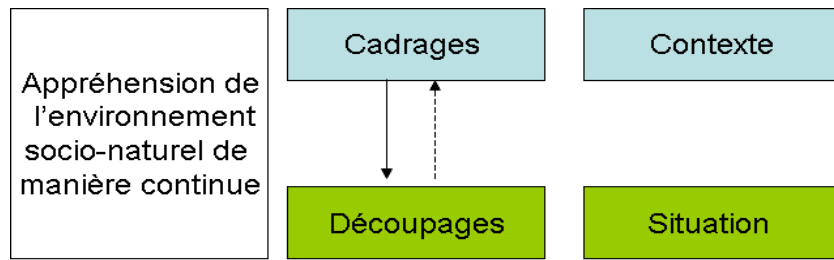 Appréhension de
l'environnement
socio-naturel de
manière continue
Cadrages
Contexte
Découpages
Situation